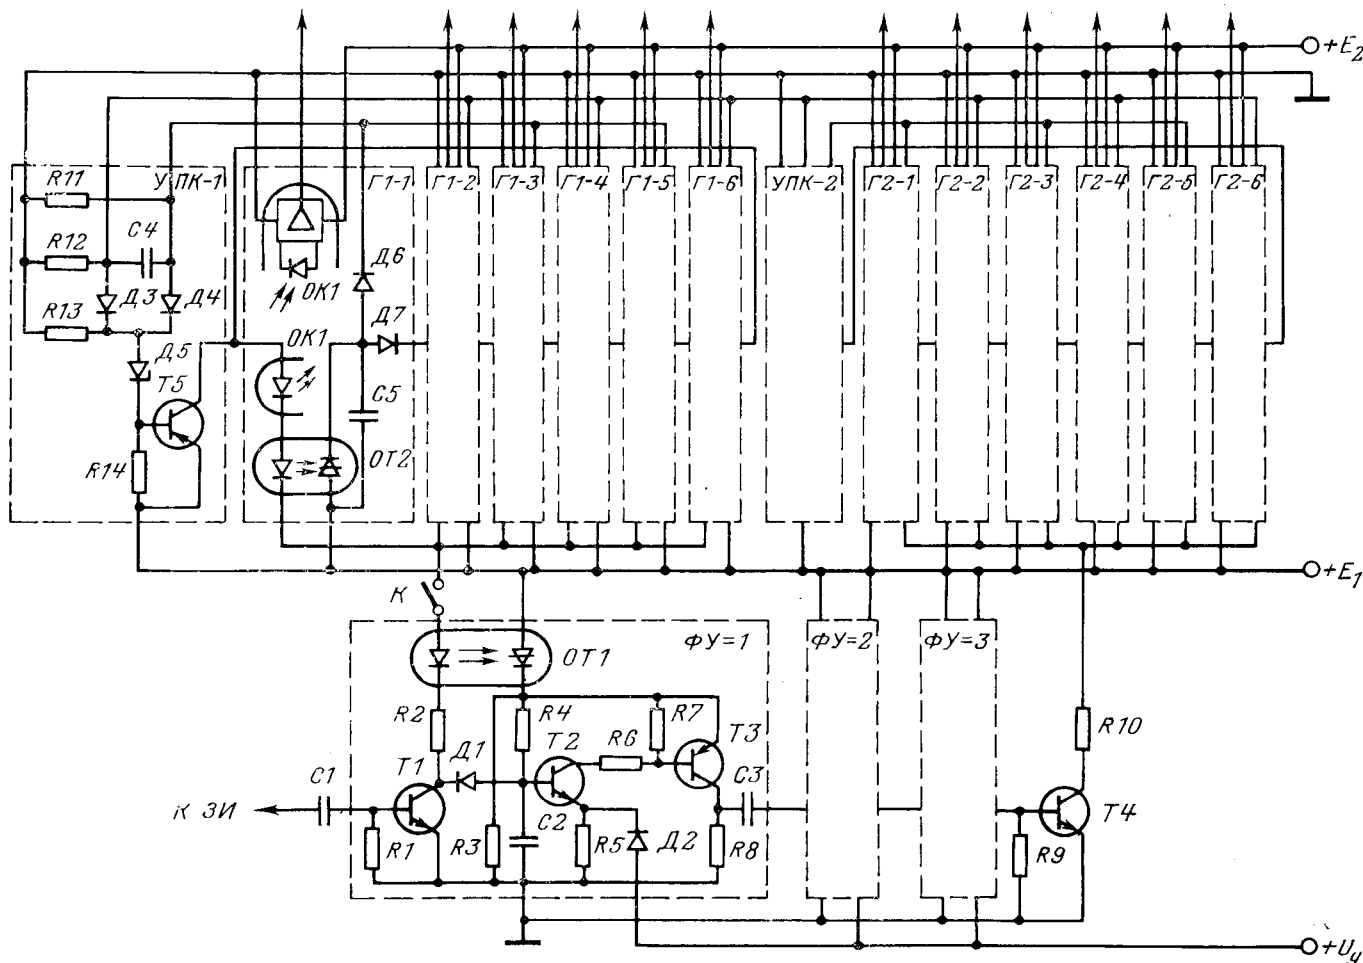 +E2
УПК-1
Г1-1
Г1-2
Г1-3
Г1-4
Г1-5
Г1-6
УПК-2
Г2-1
Г2-2
Г2-3
Г2-4
Г2-5
Г2-6
R11
C4
R12
Д3
Д4
R13
Д5
T5
R14
ОК1
Д6
Д7
ОК1
C5
ОТ2
+E1
К
ОТ1
ФУ=1
ФУ=2
ФУ=3
R2
R4
R7
R10
Д1
T2
R6
T3
C1
T1
C3
К ЗИ
T4
R1
R3
C2
R5
Д2
R8
R9
+Uy